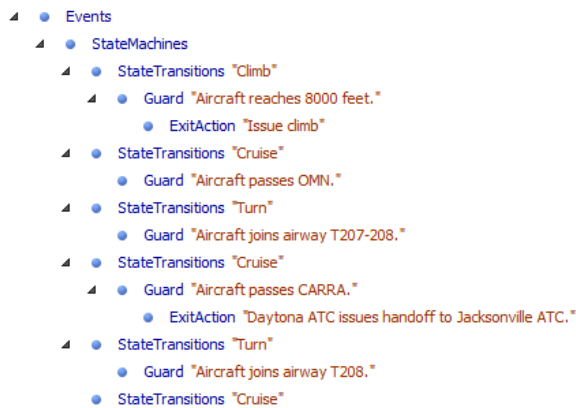 Events
StateMachines
StateTransitions "Climb"
Guard "Aircraft reaches 8000 feet."
ExitAction "Issue climb"
StateTransitions "Cruise"
Guard "Aircraft passes OMN."
StateTransitions "Turn"
Guard "Aircraft joins airway T207-208."
StateTransitions "Cruise"
Guard "Aircraft passes CARRA."
ExitAction "Daytona ATC issues handoff to Jacksonville ATC."
StateTransitions "Turn"
Guard "Aircraft joins airway T208."
StateTransitions "Cruise"